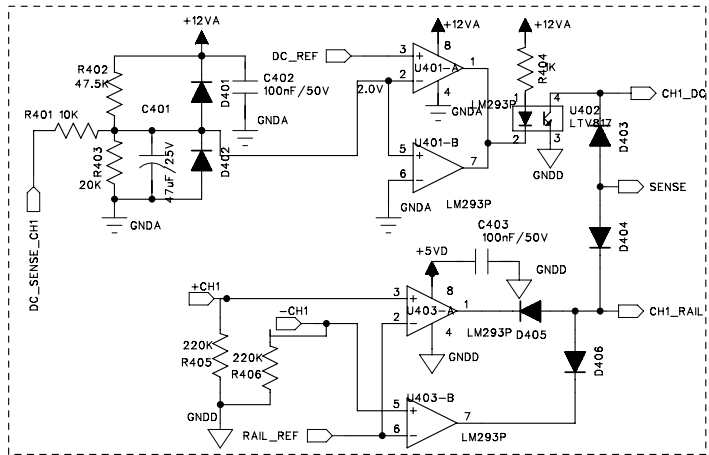 +12VA
+12VA
+12VA
R402
47.5K
DC_REF
3
8
1
+
U401-A
C402
100nF/50V
D401
2.0V
2
-
4
R404
1K
LM293P
1
4
CH1_DC
U402
LTV817
C401
R401 10K
GNDA
GNDA
2
3
D403
R403
20K
47uF/25V
D402
U401-B
5
+
7
GNDD
6
-
SENSE
GNDA
GNDA
LM293P
DC_SENSE_CH1
C403
100nF/50V
D404
+5VD
GNDD
+CH1
3
8
+
U403-A
1
CH1_RAIL
-CH1
2
-
4
LM293P
D405
220K
R405
220K
R406
GNDD
D406
U403-B
GNDD
5
+
7
RAIL_REF
6
-
LM293P